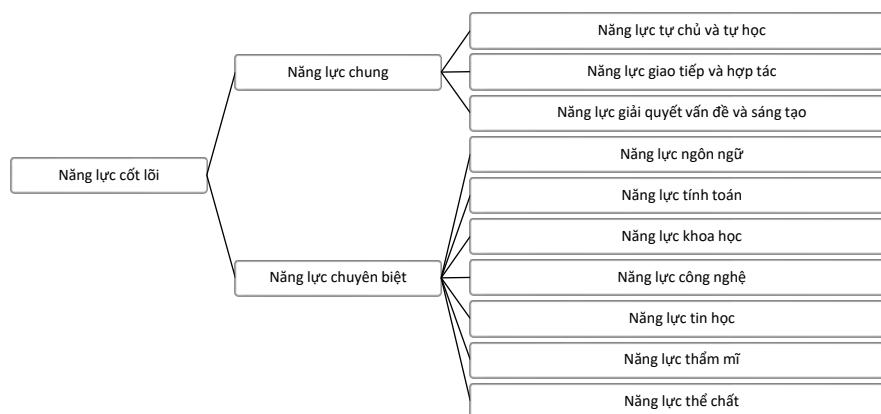 Năng lực cốt lõi
Năng lực chung
Năng lực tự chủ và tự học
Năng lực giao tiếp và hợp tác
Năng lực giải quyết vấn đề và sáng tạo
Năng lực chuyên biệt
Năng lực ngôn ngữ
Năng lực tính toán
Năng lực khoa học
Năng lực công nghệ
Năng lực tin học
Năng lực thẩm mĩ
Năng lực thể chất